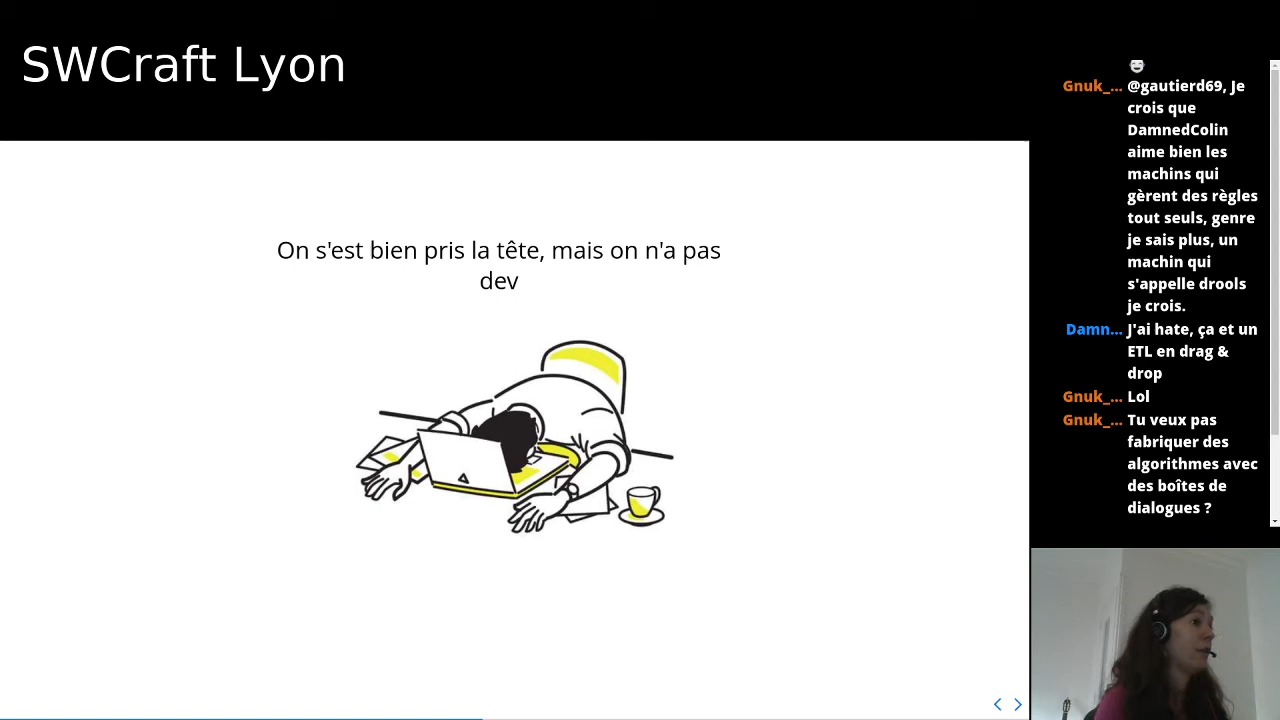 SWCraft Lyon
On s'est bien pris la tête, mais on n'a pas
dev
Gnuk_... @gautierd69, Je
crois que
DamnedColin
aime bien les
machins qui
gèrent des règles
tout seuls, genre
je sais plus, un
machin qui
s'appelle drools
je crois.
Damn... J'ai hate, ça et un
ETL en drag &
drop
Gnuk_... Lol
Gnuk_... Tu veux pas
fabriquer des
algorithmes avec
des boîtes de
dialogues ?